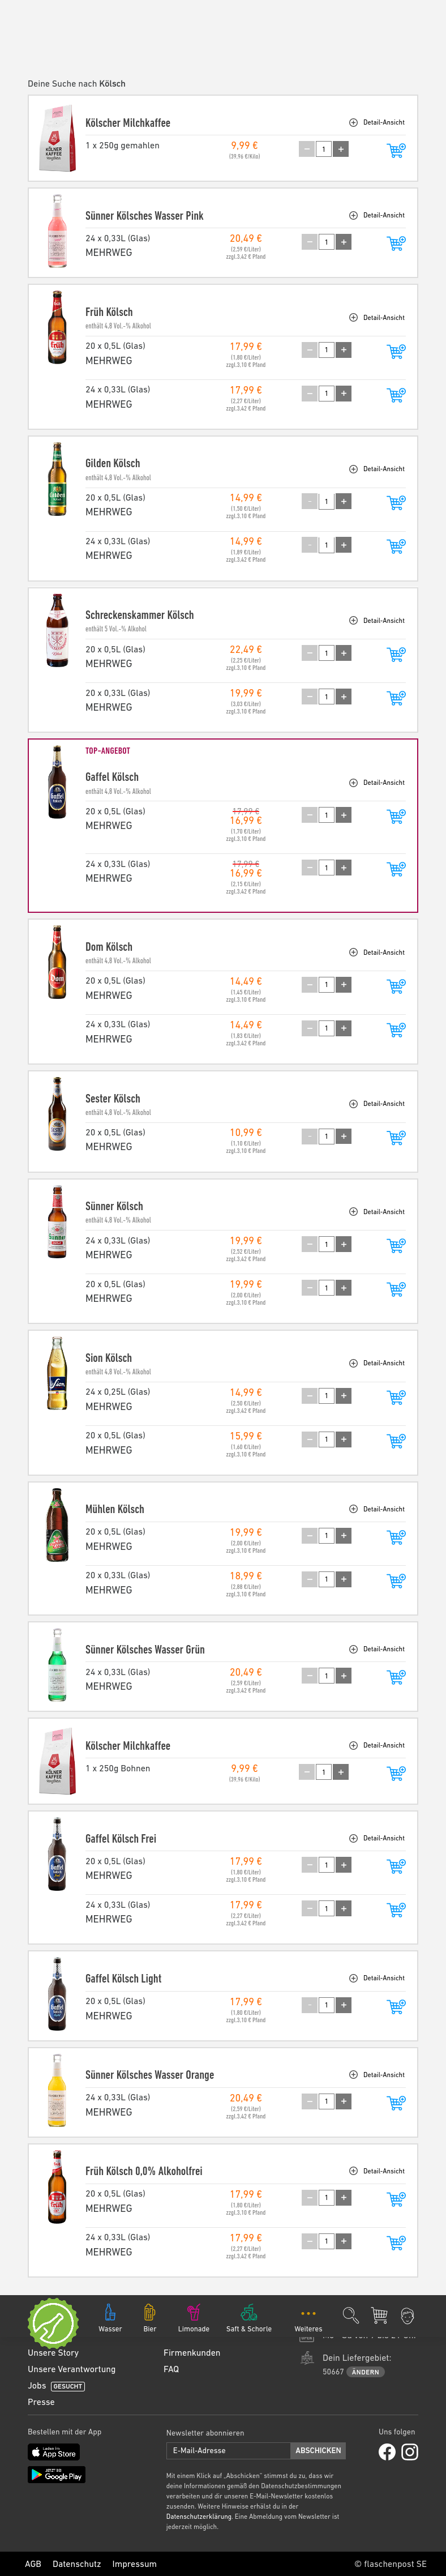 Deine Suche nach Kölsch
Kölscher Milchkaffee
Detail-Ansicht
1 x 250g gemahlen
9,99 €
(39,96 €/Kilo)
1
Sünner Kölsches Wasser Pink
Detail-Ansicht
24 x 0,33L (Glas)
MEHRWEG
20,49 €
(2,59 €/Liter)
zzgl.3,42 € Pfand
1
Früh Kölsch
enthält 4,8 Vol.-% Alkohol
Detail-Ansicht
20 x 0,5L (Glas)
MEHRWEG
17,99 €
(1,80 €/Liter)
zzgl.3,10 € Pfand
1
24 x 0,33L (Glas)
MEHRWEG
17,99 €
(2,27 €/Liter)
zzgl.3,42 € Pfand
1
Gilden Kölsch
enthält 4,8 Vol.-% Alkohol
Detail-Ansicht
20 x 0,5L (Glas)
MEHRWEG
14,99 €
(1,50 €/Liter)
zzgl.3,10 € Pfand
1
24 x 0,33L (Glas)
MEHRWEG
14,99 €
(1,89 €/Liter)
zzgl.3,42 € Pfand
1
Schreckenskammer Kölsch
enthält 5 Vol.-% Alkohol
Detail-Ansicht
20 x 0,5L (Glas)
MEHRWEG
22,49 €
(2,25 €/Liter)
zzgl.3,10 € Pfand
1
20 x 0,33L (Glas)
MEHRWEG
19,99 €
(3,03 €/Liter)
zzgl.3,10 € Pfand
1
TOP-ANGEBOT
Gaffel Kölsch
enthält 4,8 Vol.-% Alkohol
Detail-Ansicht
20 x 0,5L (Glas)
MEHRWEG
17,99 €
16,99 €
(1,70 €/Liter)
zzgl.3,10 € Pfand
1
24 x 0,33L (Glas)
MEHRWEG
17,99 €
16,99 €
(2,15 €/Liter)
zzgl.3,42 € Pfand
1
Dom Kölsch
enthält 4,8 Vol.-% Alkohol
Detail-Ansicht
20 x 0,5L (Glas)
MEHRWEG
14,49 €
(1,45 €/Liter)
zzgl.3,10 € Pfand
1
24 x 0,33L (Glas)
MEHRWEG
14,49 €
(1,83 €/Liter)
zzgl.3,42 € Pfand
1
Sester Kölsch
enthält 4,8 Vol.-% Alkohol
Detail-Ansicht
20 x 0,5L (Glas)
MEHRWEG
10,99 €
(1,10 €/Liter)
zzgl.3,10 € Pfand
1
Sünner Kölsch
enthält 4,8 Vol.-% Alkohol
Detail-Ansicht
24 x 0,33L (Glas)
MEHRWEG
19,99 €
(2,52 €/Liter)
zzgl.3,42 € Pfand
1
20 x 0,5L (Glas)
MEHRWEG
19,99 €
(2,00 €/Liter)
zzgl.3,10 € Pfand
1
Sion Kölsch
enthält 4,8 Vol.-% Alkohol
Detail-Ansicht
24 x 0,25L (Glas)
MEHRWEG
14,99 €
(2,50 €/Liter)
zzgl.3,42 € Pfand
1
20 x 0,5L (Glas)
MEHRWEG
15,99 €
(1,60 €/Liter)
zzgl.3,10 € Pfand
1
Mühlen Kölsch
Detail-Ansicht
20 x 0,5L (Glas)
MEHRWEG
19,99 €
(2,00 €/Liter)
zzgl.3,10 € Pfand
1
20 x 0,33L (Glas)
MEHRWEG
18,99 €
(2,88 €/Liter)
zzgl.3,10 € Pfand
1
Sünner Kölsches Wasser Grün
Detail-Ansicht
24 x 0,33L (Glas)
MEHRWEG
20,49 €
(2,59 €/Liter)
zzgl.3,42 € Pfand
1
Kölscher Milchkaffee
Detail-Ansicht
1 x 250g Bohnen
9,99 €
(39,96 €/Kilo)
1
Gaffel Kölsch Frei
Detail-Ansicht
20 x 0,5L (Glas)
MEHRWEG
17,99 €
(1,80 €/Liter)
zzgl.3,10 € Pfand
1
24 x 0,33L (Glas)
MEHRWEG
17,99 €
(2,27 €/Liter)
zzgl.3,42 € Pfand
1
Gaffel Kölsch Light
Detail-Ansicht
20 x 0,5L (Glas)
MEHRWEG
17,99 €
(1,80 €/Liter)
zzgl.3,10 € Pfand
1
Sünner Kölsches Wasser Orange
Detail-Ansicht
24 x 0,33L (Glas)
MEHRWEG
20,49 €
(2,59 €/Liter)
zzgl.3,42 € Pfand
1
Früh Kölsch 0,0% Alkoholfrei
Detail-Ansicht
20 x 0,5L (Glas)
MEHRWEG
17,99 €
(1,80 €/Liter)
zzgl.3,10 € Pfand
1
24 x 0,33L (Glas)
MEHRWEG
17,99 €
(2,27 €/Liter)
zzgl.3,42 € Pfand
1
Wasser
Bier
Limonade
Saft & Schorle
Weiteres
Unsere Story
Firmenkunden
Dein Liefergebiet:
Unsere Verantwortung
FAQ
50667 ÄNDERN
Jobs GESUCHT
Presse
Bestellen mit der App
Newsletter abonnieren
Uns folgen
Laden im App Store
JETZT BEI Google Play
E-Mail-Adresse
ABSCHICKEN
Mit einem Klick auf „Abschicken" stimmst du zu, dass wir
deine Informationen gemäß den Datenschutzbestimmungen
verarbeiten und dir unseren E-Mail-Newsletter kostenlos
zusenden. Weitere Hinweise erhälst du in der
Datenschutzerklärung. Eine Abmeldung vom Newsletter ist
jederzeit möglich.
AGB
Datenschutz
Impressum
© flaschenpost SE